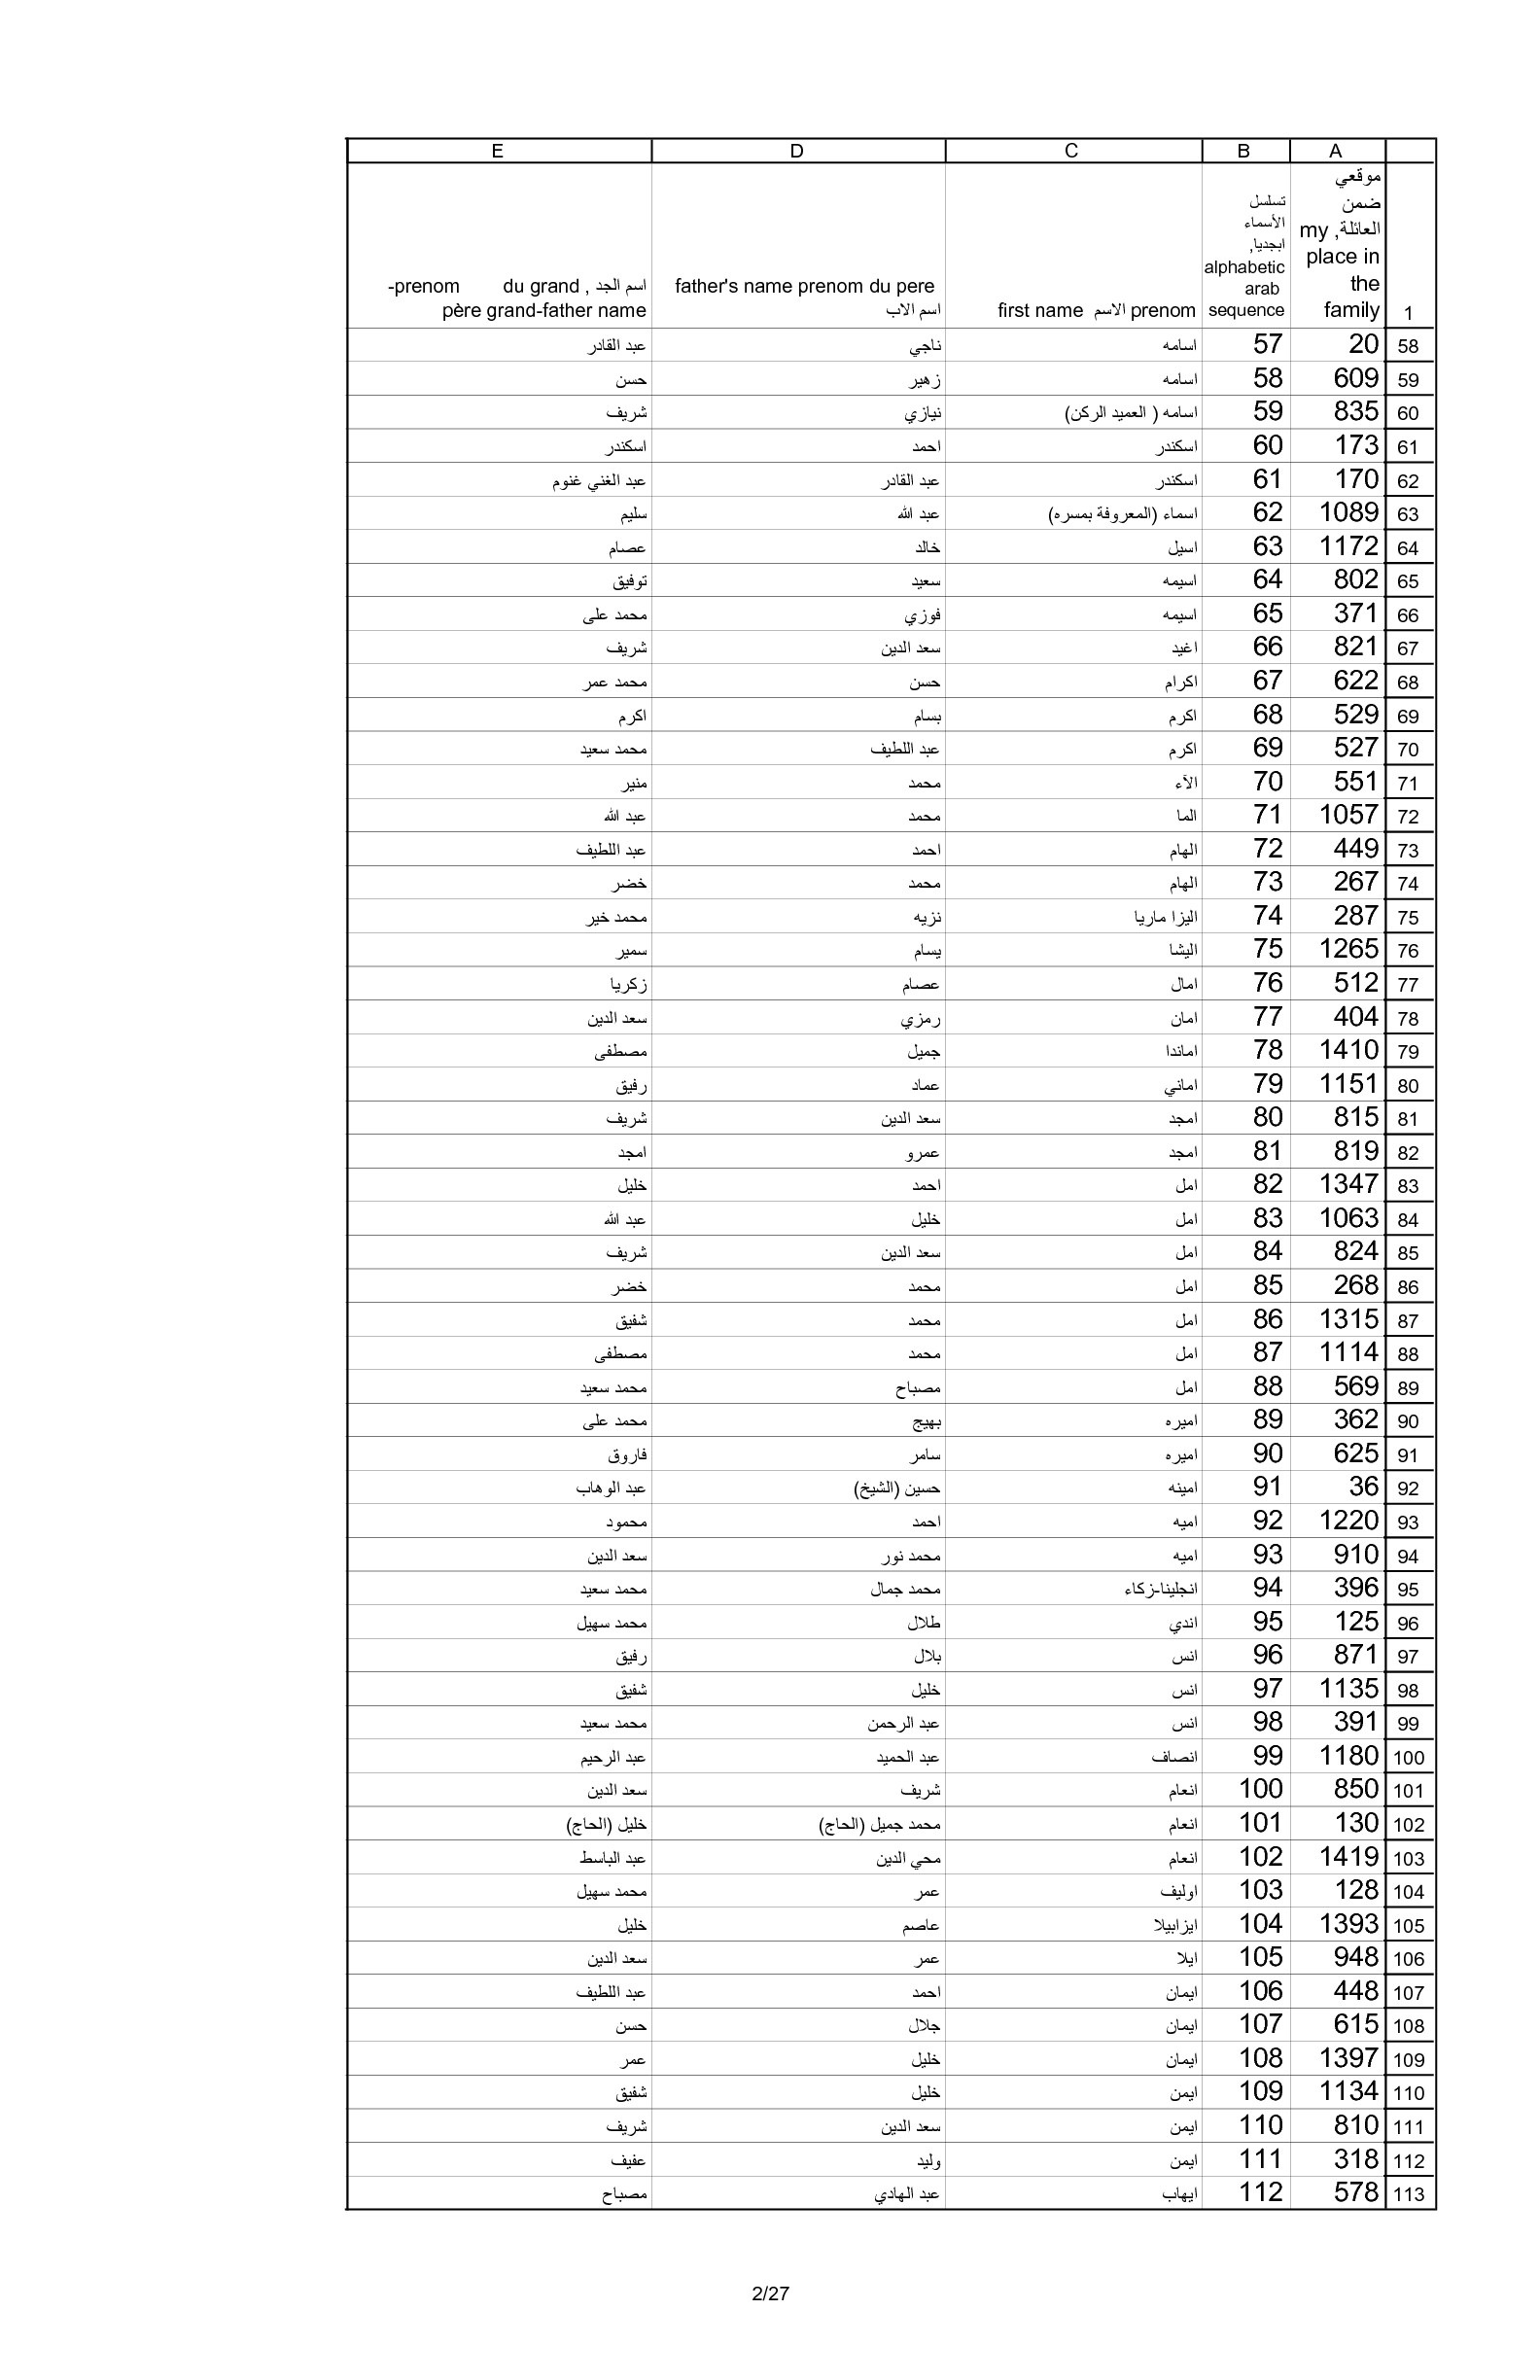 A B C D E
1 موقعي ضمن العائلة, my place in the family تسلسل الأسماء ابجديا, alphabetic arab sequence first name الاسم prenom father's name prenom du pere اسم الاب -prenom du grand , اسم الجد père grand-father name
58 20 57 اسامه ناجي عبد القادر
59 609 58 اسامه زهير حسن
60 835 59 اسامه ( العميد الركن) نيازي شريف
61 173 60 اسكندر احمد اسكندر
62 170 61 اسكندر عبد القادر عبد الغني غنوم
63 1089 62 اسماء (المعروفة بمسره) عبد الله سليم
64 1172 63 اسيل خالد عصام
65 802 64 اسيمه سعيد توفيق
66 371 65 اسيمه فوزي محمد على
67 821 66 اغيد سعد الدين شريف
68 622 67 اكرام حسن محمد عمر
69 529 68 اكرم بسام اكرم
70 527 69 اكرم عبد اللطيف محمد سعيد
71 551 70 الآء محمد منير
72 1057 71 الما محمد عبد الله
73 449 72 الهام احمد عبد اللطيف
74 267 73 الهام محمد خضر
75 287 74 اليزا ماريا نزيه محمد خير
76 1265 75 اليشا يسام سمير
77 512 76 امال عصام زكريا
78 404 77 امان رمزي سعد الدين
79 1410 78 اماندا جميل مصطفى
80 1151 79 اماني عماد رفيق
81 815 80 امجد سعد الدين شريف
82 819 81 امجد عمرو امجد
83 1347 82 امل احمد خليل
84 1063 83 امل خليل عبد الله
85 824 84 امل سعد الدين شريف
86 268 85 امل محمد خضر
87 1315 86 امل محمد شفيق
88 1114 87 امل محمد مصطفى
89 569 88 امل مصباح محمد سعيد
90 362 89 اميره بهيج محمد على
91 625 90 اميره سامر فاروق
92 36 91 امينه حسين (الشيخ) عبد الوهاب
93 1220 92 اميه احمد محمود
94 910 93 اميه محمد نور سعد الدين
95 396 94 انجلينا-زكاء محمد جمال محمد سعيد
96 125 95 اندي طلال محمد سهيل
97 871 96 انس بلال رفيق
98 1135 97 انس خليل شفيق
99 391 98 انس عبد الرحمن محمد سعيد
100 1180 99 انصاف عبد الحميد عبد الرحيم
101 850 100 انعام شريف سعد الدين
102 130 101 انعام محمد جميل (الحاج) خليل (الحاج)
103 1419 102 انعام محي الدين عبد الباسط
104 128 103 اوليف عمر محمد سهيل
105 1393 104 ايزابيلا عاصم خليل
106 948 105 ايلا عمر سعد الدين
107 448 106 ايمان احمد عبد اللطيف
108 615 107 ايمان جلال حسن
109 1397 108 ايمان خليل عمر
110 1134 109 ايمن خليل شفيق
111 810 110 ايمن سعد الدين شريف
112 318 111 ايمن وليد عفيف
113 578 112 ايهاب عبد الهادي مصباح
2/27